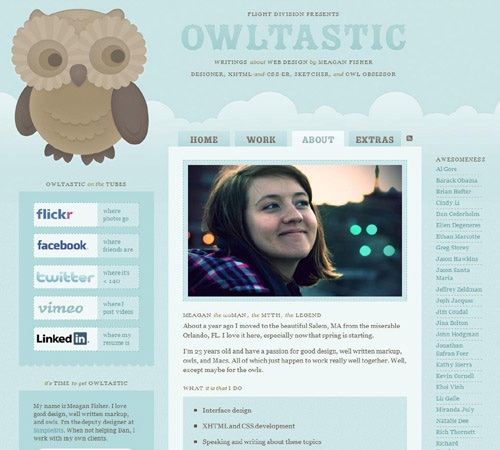 FLIGHT DIVISION PRESENTS
OWLTASTIC
WRITINGS about WEB DESIGN by MEAGAN FISHER
DESIGNER, XHTML and CSS-ER, SKETCHER, and OWL OBSESSOR
HOME WORK ABOUT EXTRAS
OWLTASTIC on the TUBES
flickr
where
photos go
facebook.
where
friends are
twitter
where it's
< 140
vimeo
where I
post videos
Linked in
where my
resume is
it's TIME to get OWLTASTIC
My name is Meagan Fisher. I love
good design, well written markup,
and owls. I'm the deputy designer at
SimpleBits. When not helping Dan, I
work with my own clients.
MEAGAN the woMAN, the MYTH, the LEGEND
About a year ago I moved to the beautiful Salem, MA from the miserable
Orlando, FL. I love it here, especially now that spring is starting.
I'm 23 years old and have a passion for good design, well written markup,
owls, and Macs. All of which just happen to work really well together. Well,
except maybe for the owls.
WHAT it is that I DO
Interface design
XHTML and CSS development
Speaking and writing about these topics
AWESOMENESS
Al Gore
Barack Obama
Brian Hoffer
Cindy Li
Dan Cederholm
Ellen Degeneres
Ethan Marcotte
Greg Storey
Jason Hawkins
Jason Santa
Maria
Jeffrey Zeldman
Joph Jacques
Jim Coudal
Jina Bolton
John Hodgman
Jonathan
Safran Foer
Kathy Sierra
Kevin Cornell
Khoi Vinh
Liz Galle
Miranda July
Natalie Dee
Rich Thornett
Richard